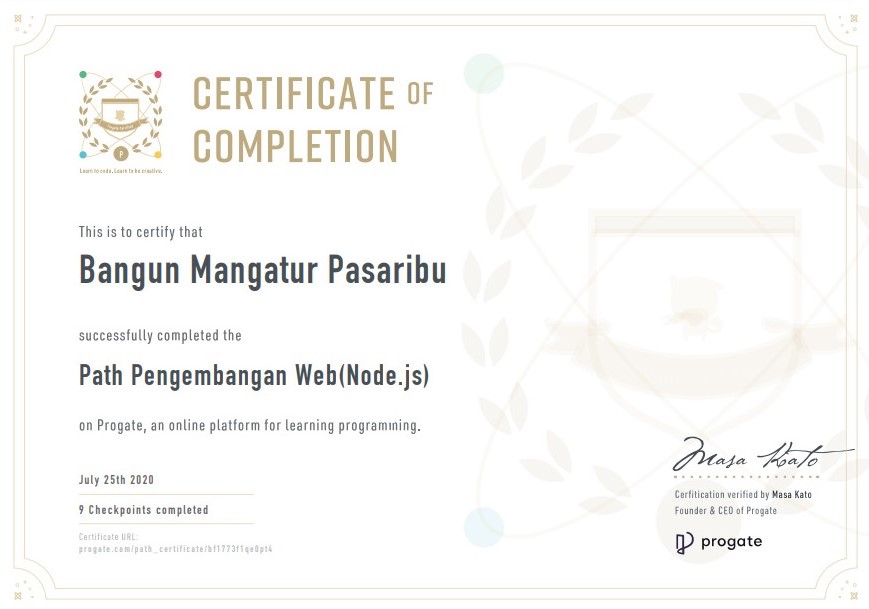 CERTIFICATE OF
COMPLETION
Learn to code, Learn to be creative.
This is to certify that
Bangun Mangatur Pasaribu
successfully completed the
Path Pengembangan Web(Node.js)
on Progate, an online platform for learning programming.
July 25th 2020
9 Checkpoints completed
Certificate URL:
progate.com/path_certificate/bf1773f1qe0pt4
Masa Kato
Cerfitication verified by Masa Kato
Founder & CEO of Progate
progate